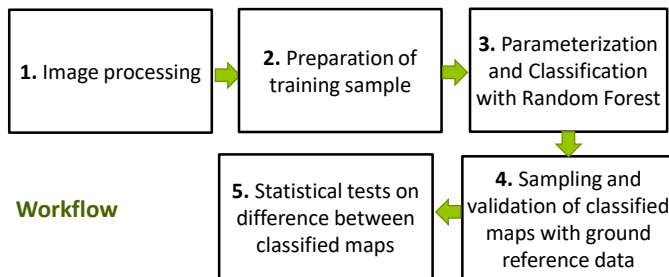 1. Image processing
2. Preparation of
training sample
3. Parameterization
and Classification
with Random Forest
4. Sampling and
validation of classified
maps with ground
reference data
5. Statistical tests on
difference between
classified maps
Workflow